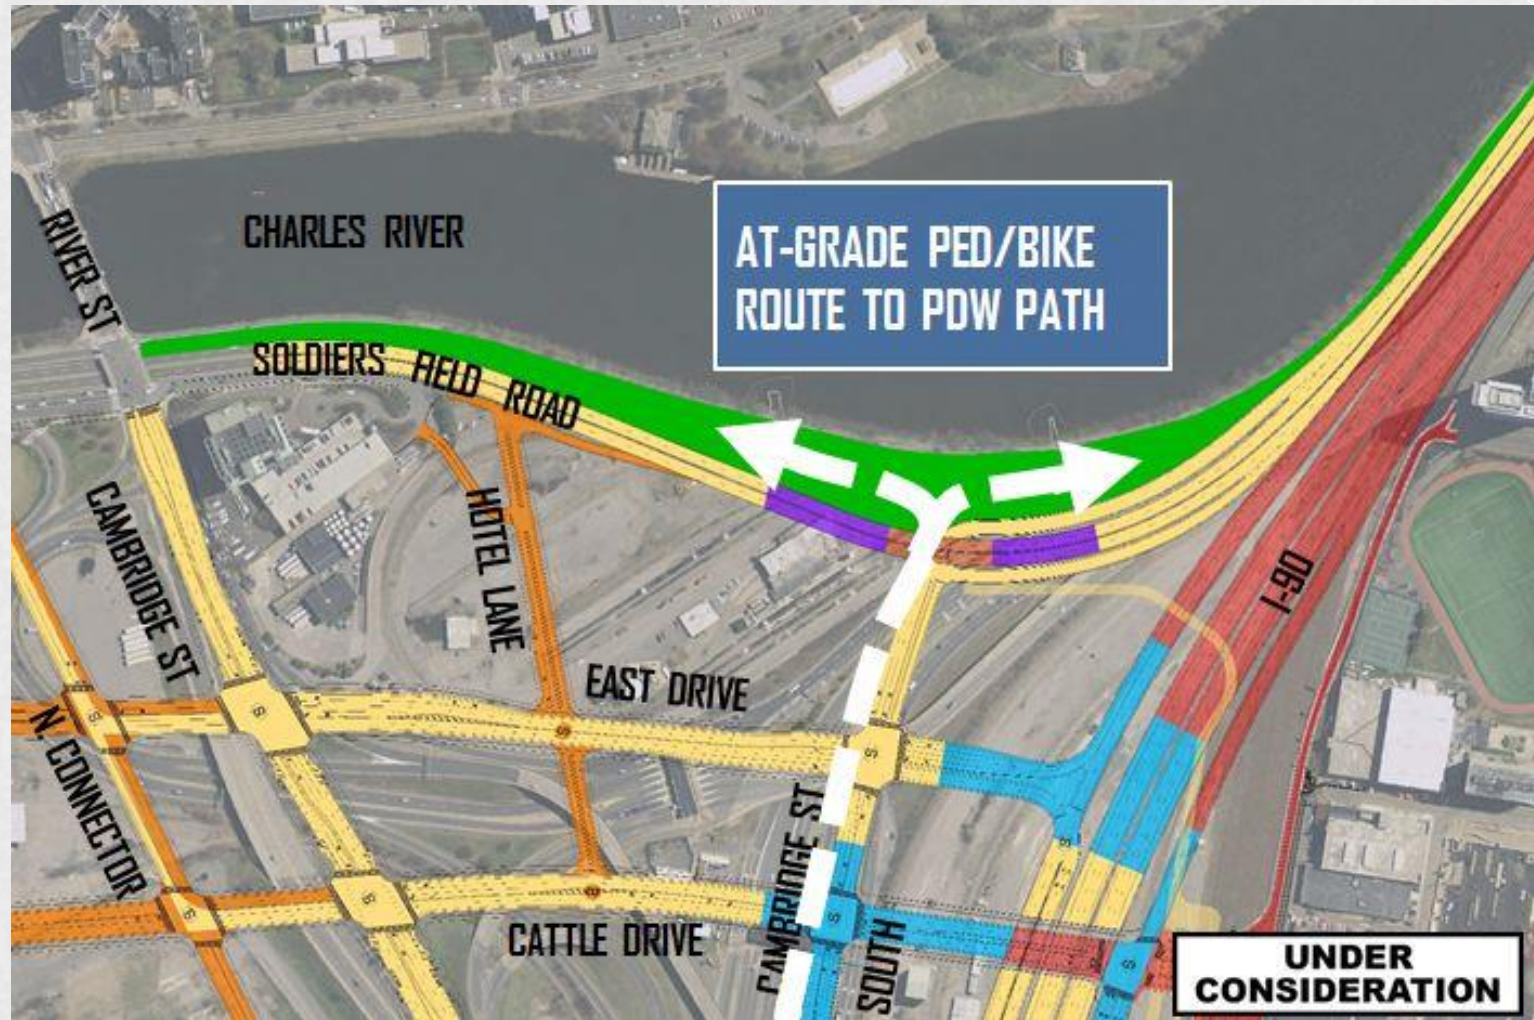 CHARLES RIVER
RIVER ST
AT-GRADE PED/BIKE
ROUTE TO PDW PATH
SOLDIERS FIELD ROAD
CAMBRIDGE ST
HOTEL LANE
I-90
EAST DRIVE
N. CONNECTOR
CAMBRIDGE ST
SOUTH
CATTLE DRIVE
S
S
S
S
S
S
S
S
S
S
UNDER
CONSIDERATION